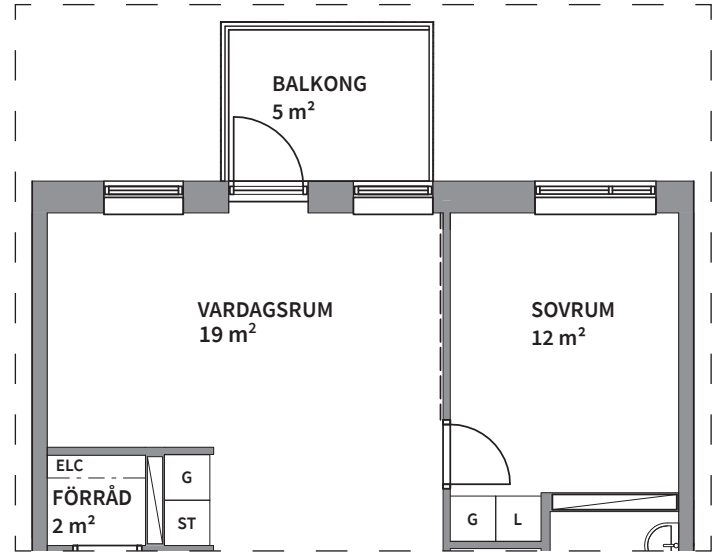 BALKONG
5 m²
VARDAGSRUM
19 m²
SOVRUM
12 m²
ELC
FÖRRÅD
2 m²
G
ST
G
L